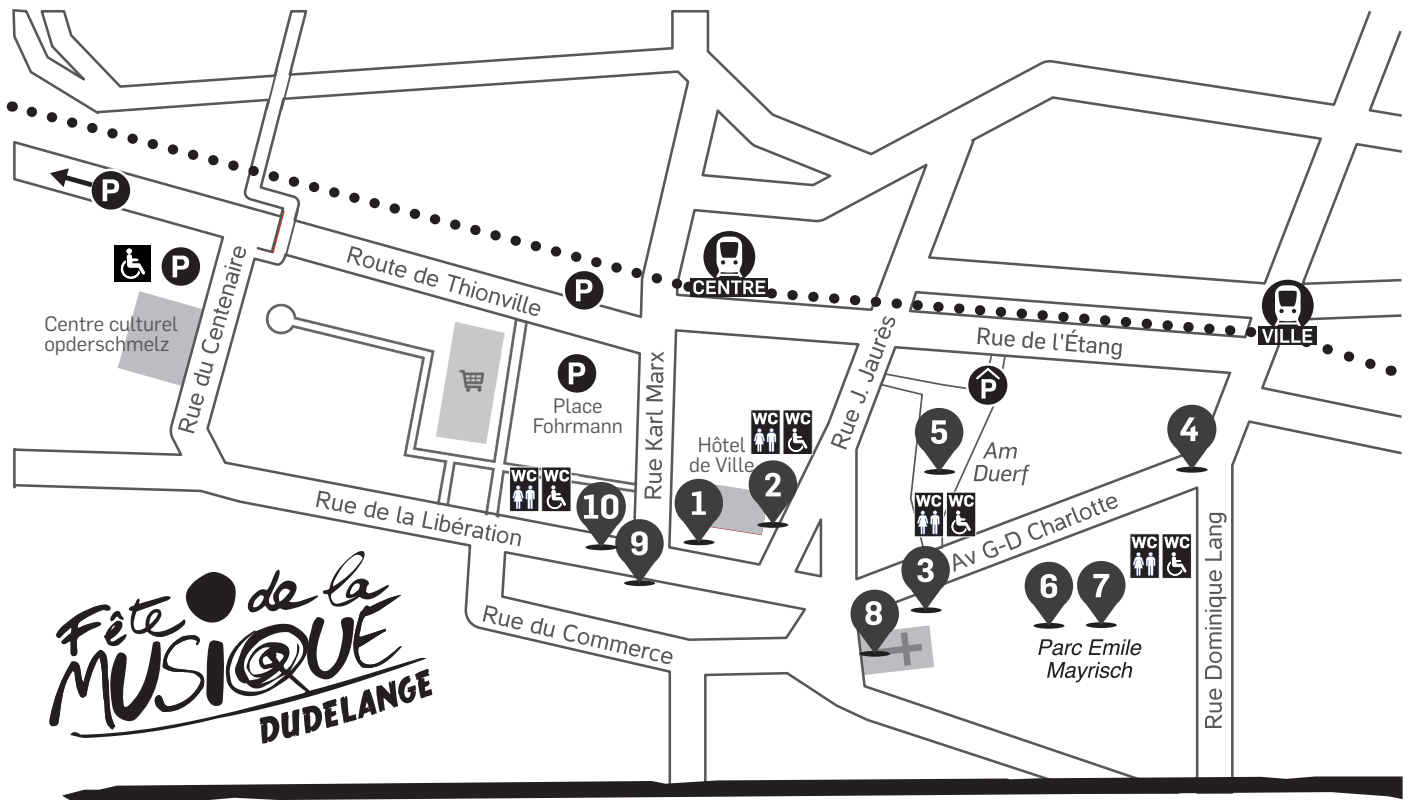 P
P
Centre culturel
opderschmelz
Rue du Centenaire
Route de Thionville
P
P
Place
Fohrmann
CENTRE
VILLE
Rue de l'Étang
Rue J. Jaurès
Rue Karl Marx
Hôtel
de Ville
WC
WC
P
5
Am
Duerf
4
2
1
WC
WC
10
9
WC
WC
Rue de la Libération
Av G-D Charlotte
3
8
6
7
WC
WC
Parc Emile
Mayrisch
Rue Dominique Lang
Rue du Commerce
Fête de la
MUSIQUE
DUDELANGE